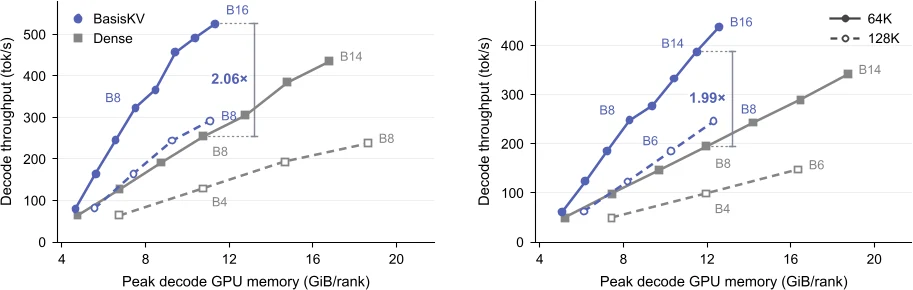 BasisKV
Dense
Decode throughput (tok/s)
500
400
300
200
100
0
B16
B14
B8
2.06×
B8
B8
B8
B4
4
8
12
16
20
Peak decode GPU memory (GiB/rank)
64K
128K
Decode throughput (tok/s)
400
300
200
100
0
B16
B14
B14
B8
1.99×
B8
B6
B8
B6
B4
4
8
12
16
20
Peak decode GPU memory (GiB/rank)